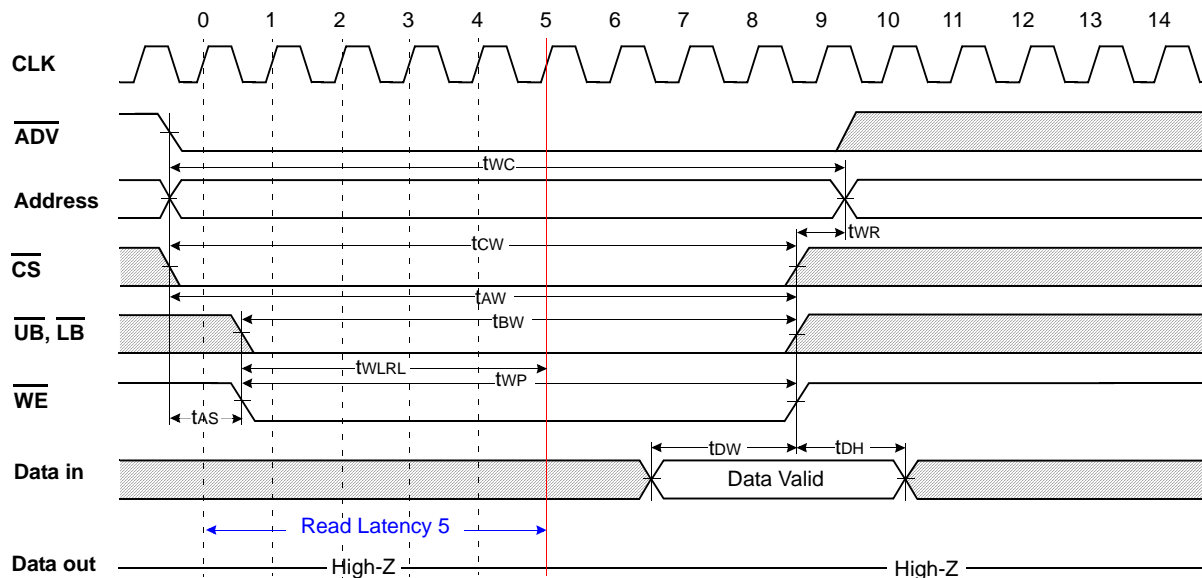 0 1 2 3 4 5 6 7 8 9 10 11 12 13 14
CLK
ADV
tWC
Address
tCW
tWR
CS
tAW
UB, LB
tBW
tWLRL
tWP
WE
tAS
tDW
tDH
Data in
Data Valid
Read Latency 5
Data out
High-Z
High-Z